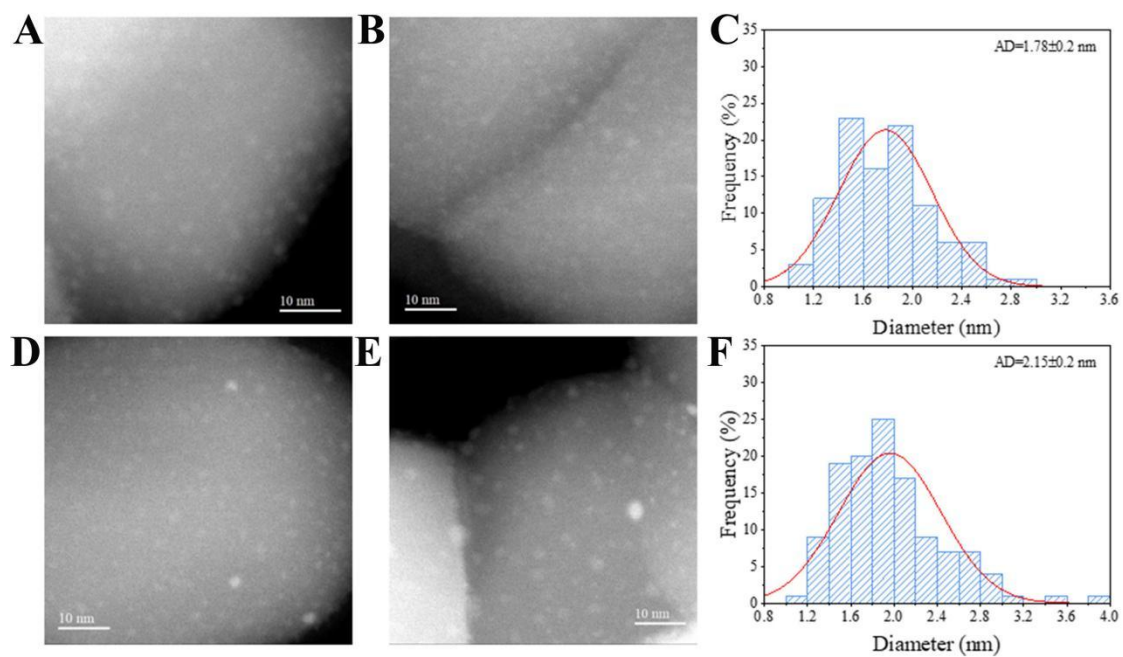 A
10 nm
B
10 nm
C
AD=1.78±0.2 nm
Frequency (%)
35
30
25
20
15
10
5
0
0.8 1.2 1.6 2.0 2.4 2.8 3.2 3.6
Diameter (nm)
D
10 nm
E
10 nm
F
AD=2.15±0.2 nm
Frequency (%)
35
30
25
20
15
10
5
0
0.8 1.2 1.6 2.0 2.4 2.8 3.2 3.6 4.0
Diameter (nm)